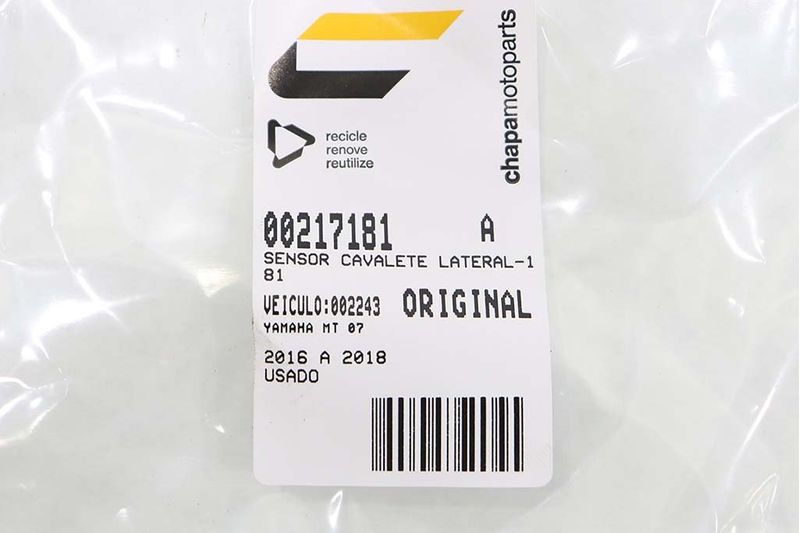 chapamotoparts
recicle
renove
reutilize
00217181 A
SENSOR CAVALETE LATERAL-1
81
VEICULO:002243 ORIGINAL
YAMAHA MT 07
2016 A 2018
USADO